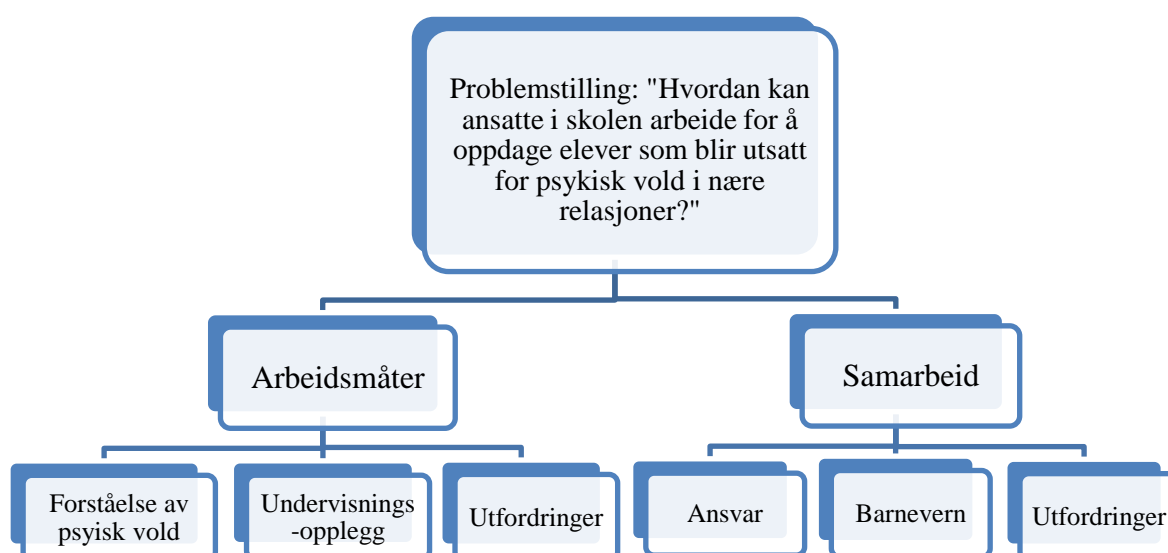 Problemstilling: "Hvordan kan
ansatte i skolen arbeide for å
oppdage elever som blir utsatt
for psykisk vold i nære
relasjoner?"
Arbeidsmåter
Samarbeid
Forståelse av
psyisk vold
Undervisnings
-opplegg
Utfordringer
Ansvar
Barnevern
Utfordringer